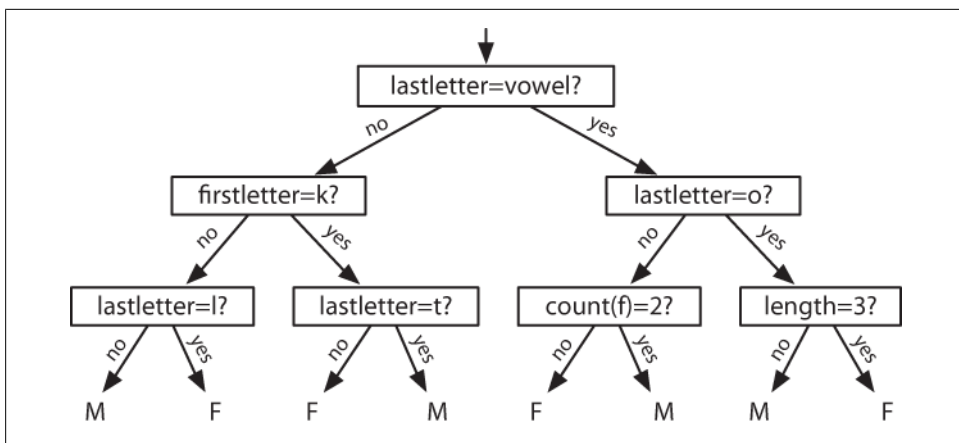 lastletter=vowel?
no yes
firstletter=k? lastletter=o?
no yes no yes
lastletter=l? lastletter=t? count(f)=2? length=3?
no yes no yes no yes no yes
M F F M F M M F